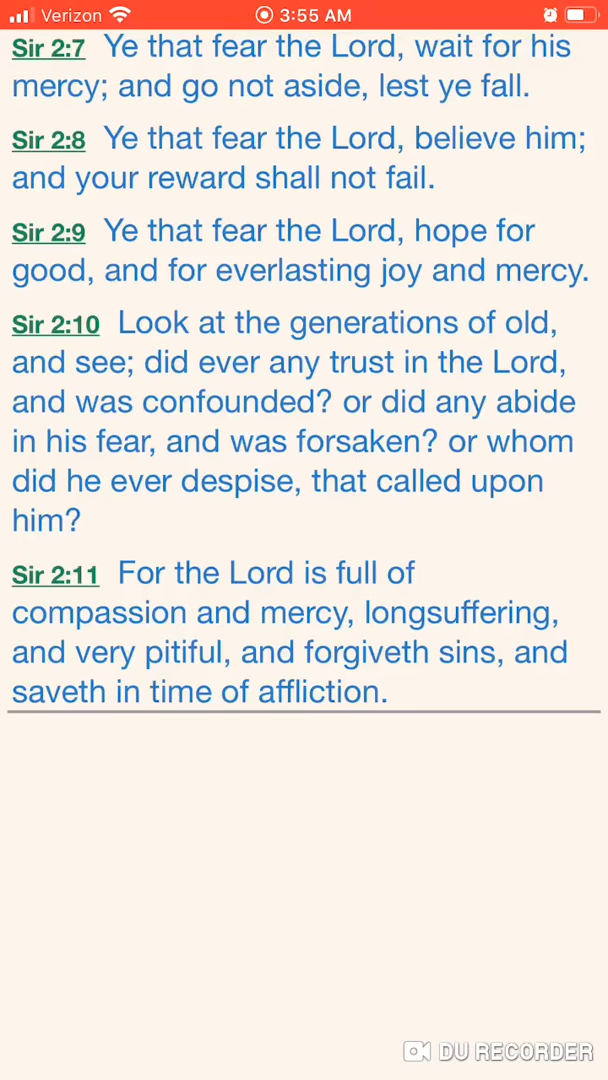 Verizon 3:55 AM
Sir 2:7 Ye that fear the Lord, wait for his
mercy; and go not aside, lest ye fall.
Sir 2:8 Ye that fear the Lord, believe him;
and your reward shall not fail.
Sir 2:9 Ye that fear the Lord, hope for
good, and for everlasting joy and mercy.
Sir 2:10 Look at the generations of old,
and see; did ever any trust in the Lord,
and was confounded? or did any abide
in his fear, and was forsaken? or whom
did he ever despise, that called upon
him?
Sir 2:11 For the Lord is full of
compassion and mercy, longsuffering,
and very pitiful, and forgiveth sins, and
saveth in time of affliction.
DU RECORDER